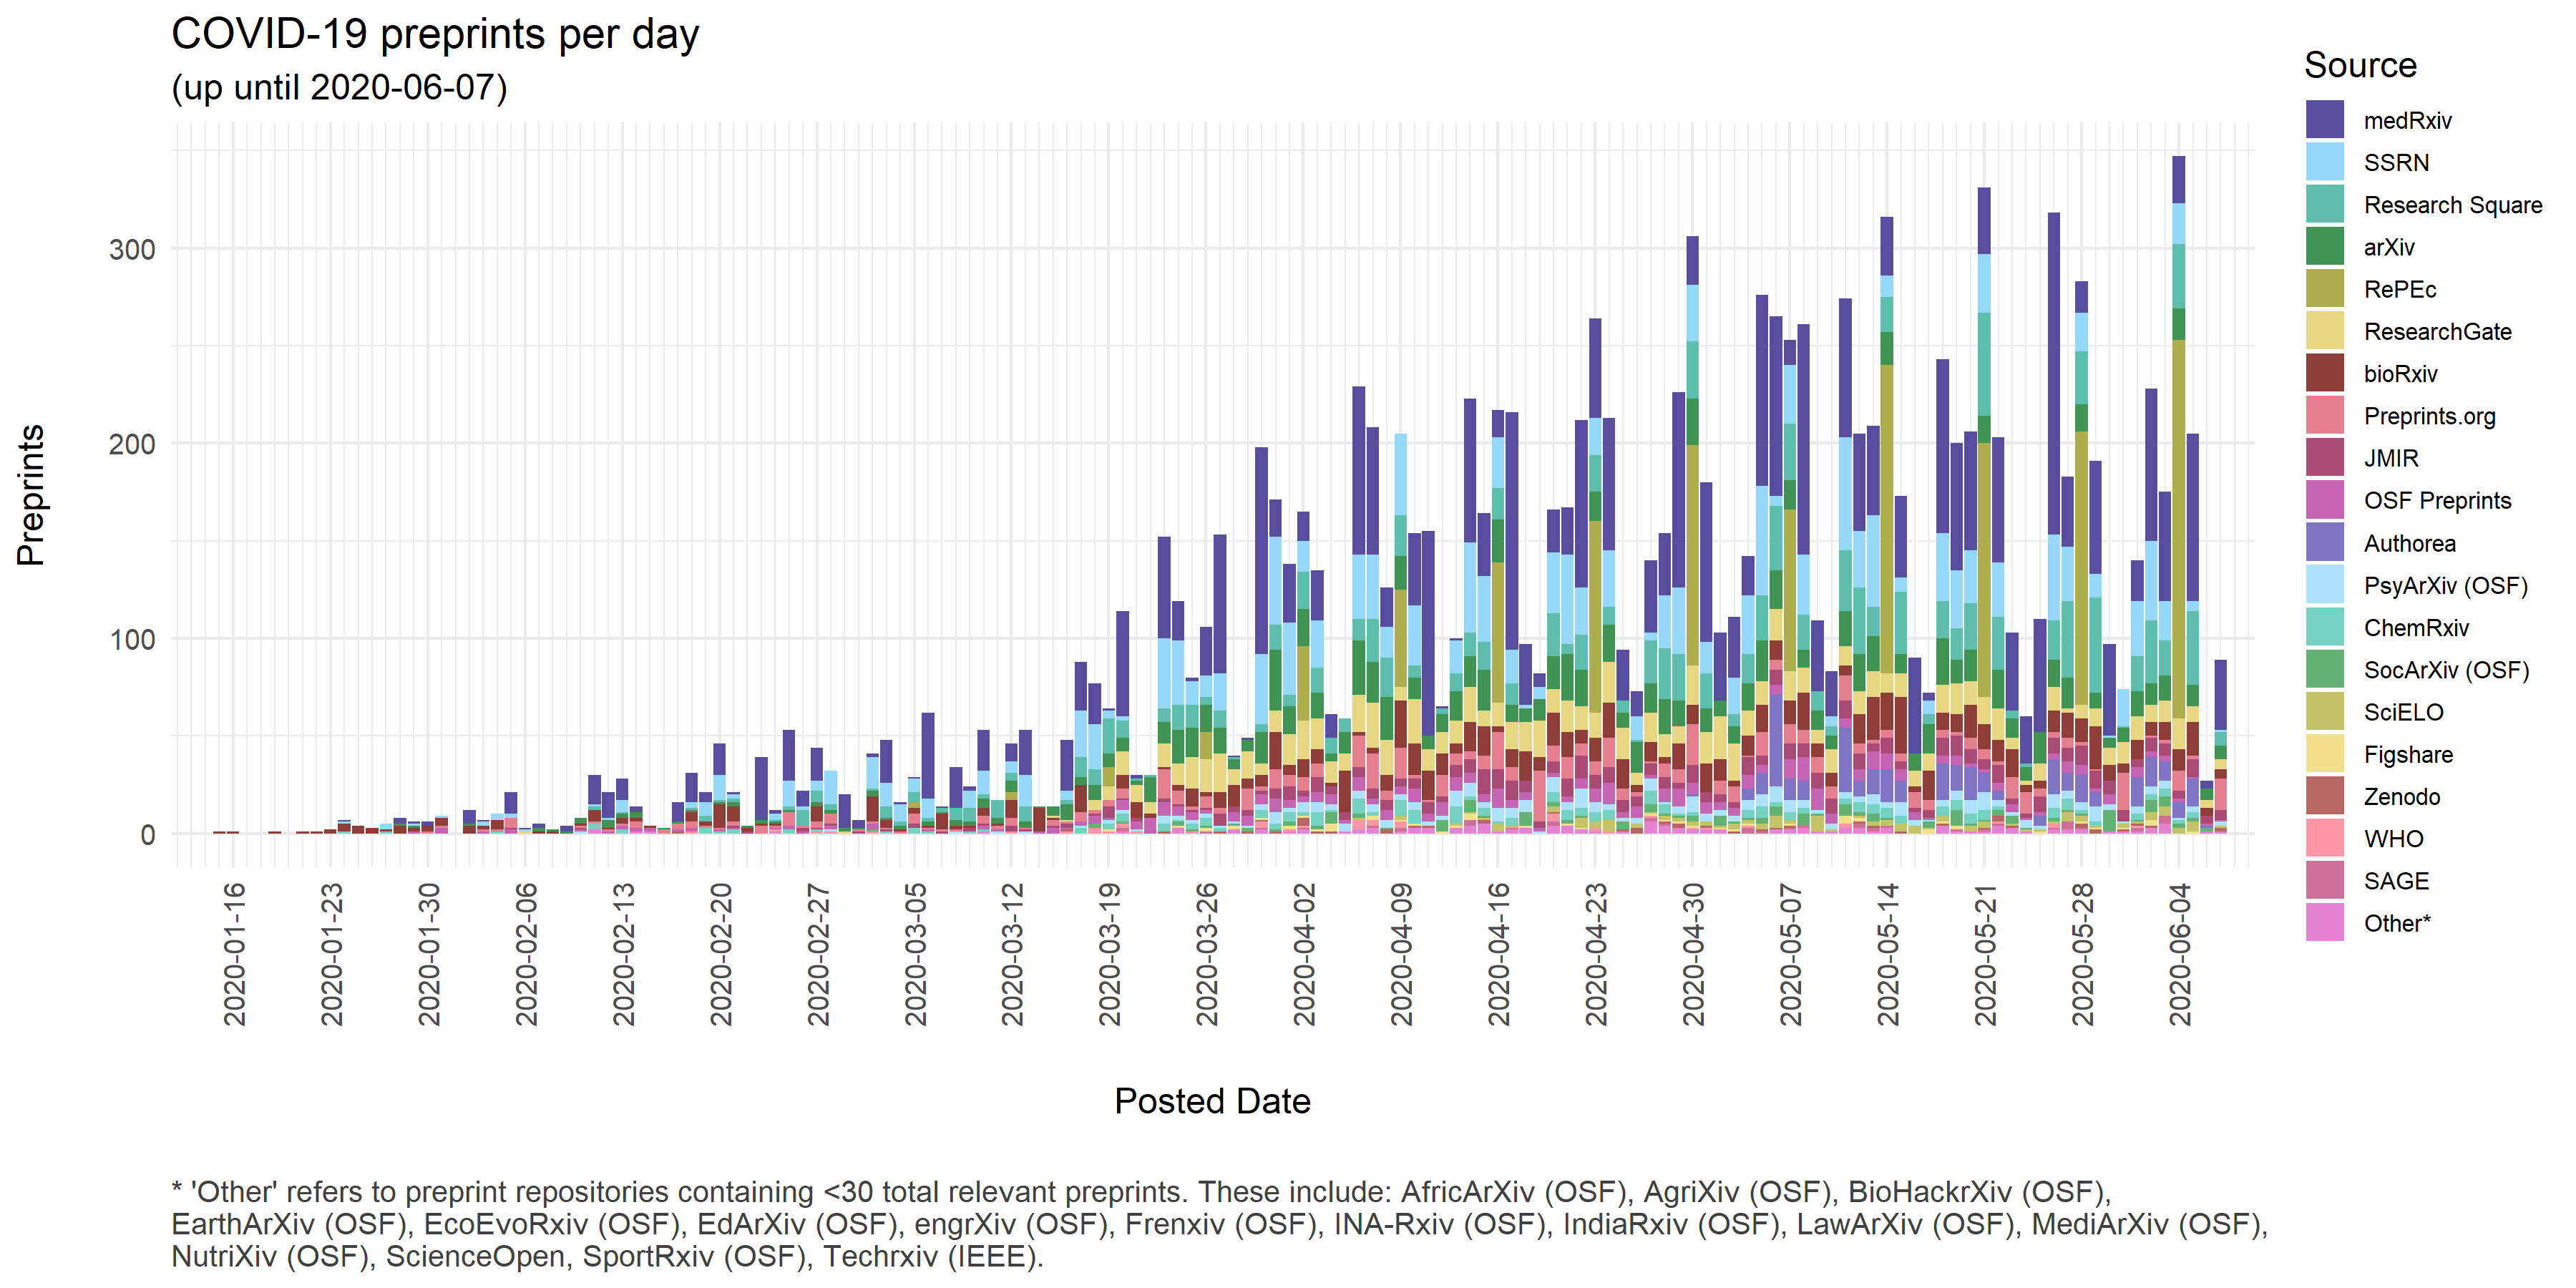 COVID-19 preprints per day
(up until 2020-06-07)
Preprints
300
200
100
0
2020-01-16
2020-01-23
2020-01-30
2020-02-06
2020-02-13
2020-02-20
2020-02-27
2020-03-05
2020-03-12
2020-03-19
2020-03-26
2020-04-02
2020-04-09
2020-04-16
2020-04-23
2020-04-30
2020-05-07
2020-05-14
2020-05-21
2020-05-28
2020-06-04
Posted Date
Source
medRxiv
SSRN
Research Square
arXiv
RePEc
ResearchGate
bioRxiv
Preprints.org
JMIR
OSF Preprints
Authorea
PsyArXiv (OSF)
ChemRxiv
SocArXiv (OSF)
SciELO
Figshare
Zenodo
WHO
SAGE
Other*
* 'Other' refers to preprint repositories containing <30 total relevant preprints. These include: AfricArXiv (OSF), AgriXiv (OSF), BioHackrXiv (OSF),
EarthArXiv (OSF), EcoEvoRxiv (OSF), EdArXiv (OSF), engrXiv (OSF), Frenxiv (OSF), INA-Rxiv (OSF), IndiaRxiv (OSF), LawArXiv (OSF), MediArXiv (OSF),
NutriXiv (OSF), ScienceOpen, SportRxiv (OSF), Techrxiv (IEEE).